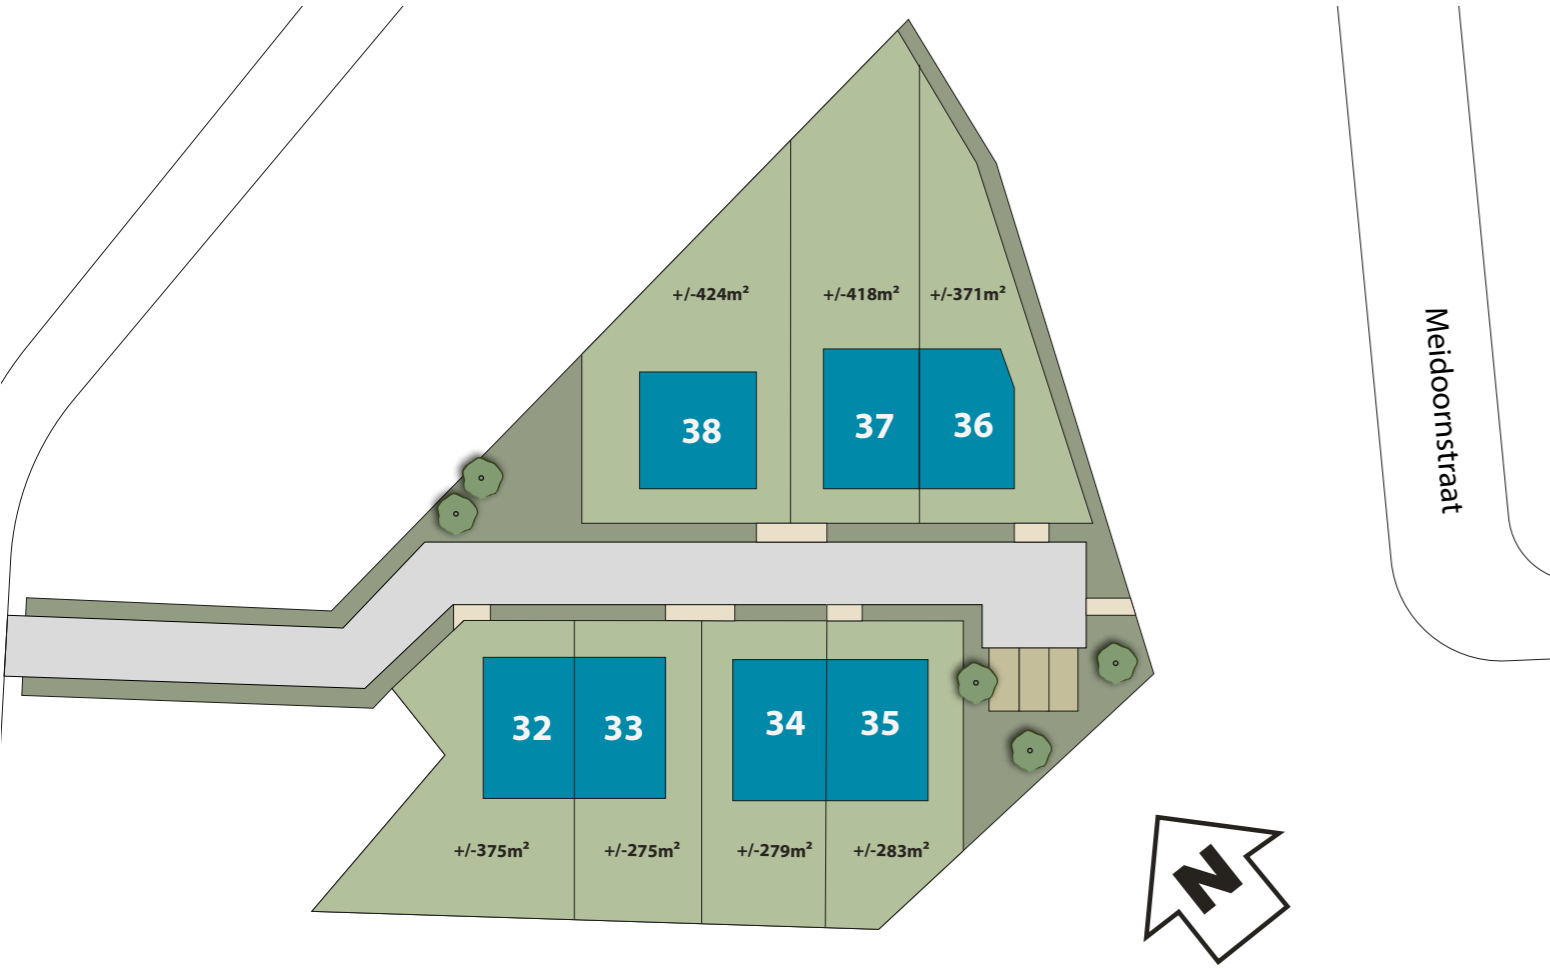 +/-424m²
+/-418m²
+/-371m²
Meidoornstraat
38
37
36
32
33
34
35
+/-375m²
+/-275m²
+/-279m²
+/-283m²
N